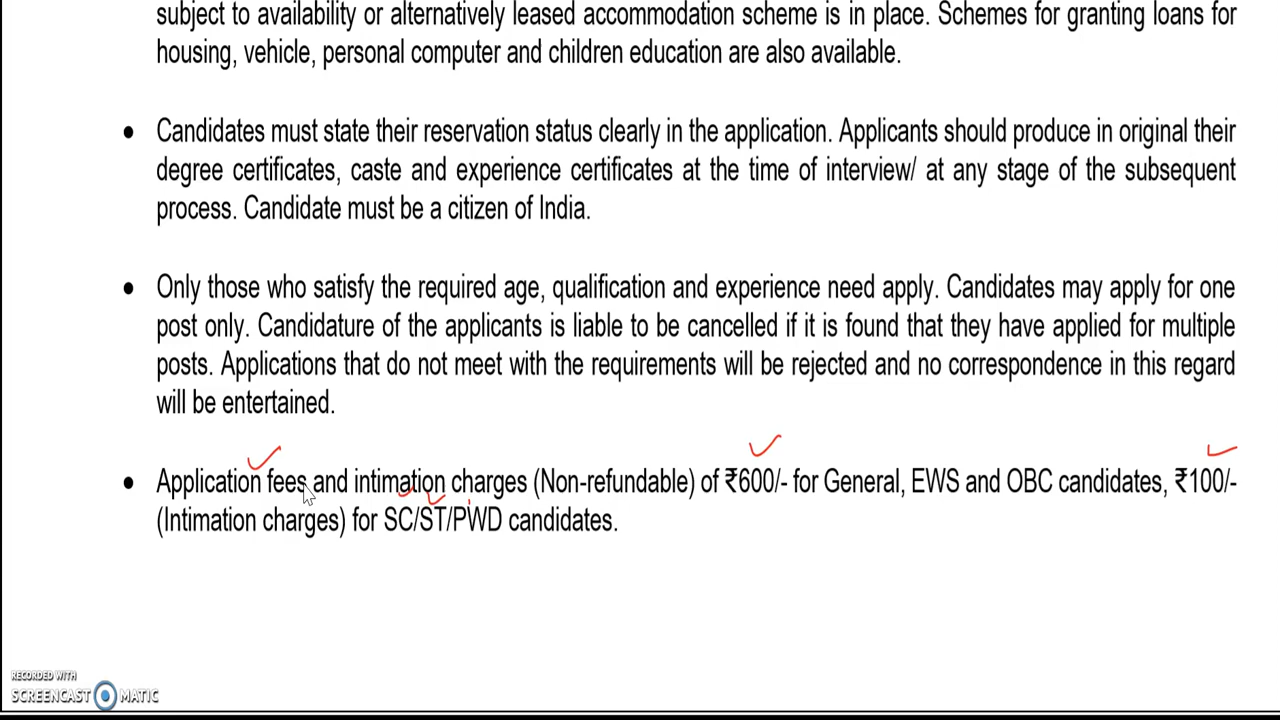 subject to availability or alternatively leased accommodation scheme is in place. Schemes for granting loans for
housing, vehicle, personal computer and children education are also available.
• Candidates must state their reservation status clearly in the application. Applicants should produce in original their
degree certificates, caste and experience certificates at the time of interview/ at any stage of the subsequent
process. Candidate must be a citizen of India.
• Only those who satisfy the required age, qualification and experience need apply. Candidates may apply for one
post only. Candidature of the applicants is liable to be cancelled if it is found that they have applied for multiple
posts. Applications that do not meet with the requirements will be rejected and no correspondence in this regard
will be entertained.
• Application fees and intimation charges (Non-refundable) of ₹600/- for General, EWS and OBC candidates, ₹100/-
(Intimation charges) for SC/ST/PWD candidates.
RECORDED WITH
SCREENCAST MATIC